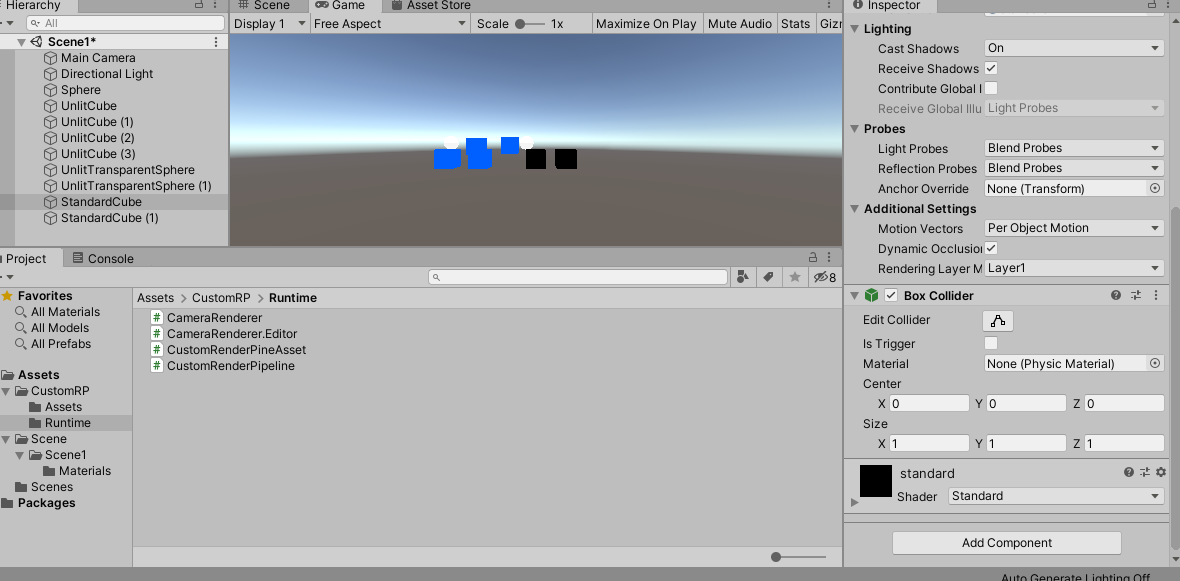 Hierarchy
All
Scene1*
Main Camera
Directional Light
Sphere
UnlitCube
UnlitCube (1)
UnlitCube (2)
UnlitCube (3)
UnlitTransparentSphere
UnlitTransparentSphere (1)
StandardCube
StandardCube (1)
Scene
Game
Asset Store
Display 1
Free Aspect
Scale
1x
Maximize On Play
Mute Audio
Stats
Giz
Project
Console
8
Favorites
All Materials
All Models
All Prefabs
Assets
CustomRP
Assets
Runtime
Scene
Scene1
Materials
Scenes
Packages
Assets > CustomRP > Runtime
# CameraRenderer
# CameraRenderer.Editor
# CustomRenderPineAsset
# CustomRenderPipeline
Inspector
Lighting
Cast Shadows On
Receive Shadows
Contribute Global I
Receive Global Illu Light Probes
Probes
Light Probes Blend Probes
Reflection Probes Blend Probes
Anchor Override None (Transform)
Additional Settings
Motion Vectors Per Object Motion
Dynamic Occlusio
Rendering Layer M Layer1
Box Collider
Edit Collider
Is Trigger
Material None (Physic Material)
Center
X 0 Y 0 Z 0
Size
X 1 Y 1 Z 1
standard
Shader Standard
Add Component
Auto Generate Lighting Off